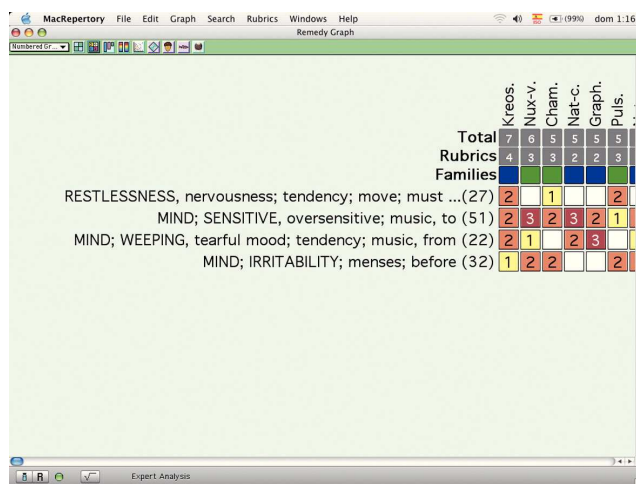 MacRepertory File Edit Graph Search Rubrics Windows Help (99%) dom 1:16
Remedy Graph
Numbered Gr...
Kreos. Nux-v. Cham. Nat-c. Graph. Puls.
Total 7 6 5 5 5 5
Rubrics 4 3 3 2 2 3
Families
RESTLESSNESS, nervousness; tendency; move; must ...(27) 2 1 2
MIND; SENSITIVE, oversensitive; music, to (51) 2 3 2 3 2 1
MIND; WEEPING, tearful mood; tendency; music, from (22) 2 1 2 3
MIND; IRRITABILITY; menses; before (32) 1 2 2 2
R √ Expert Analysis